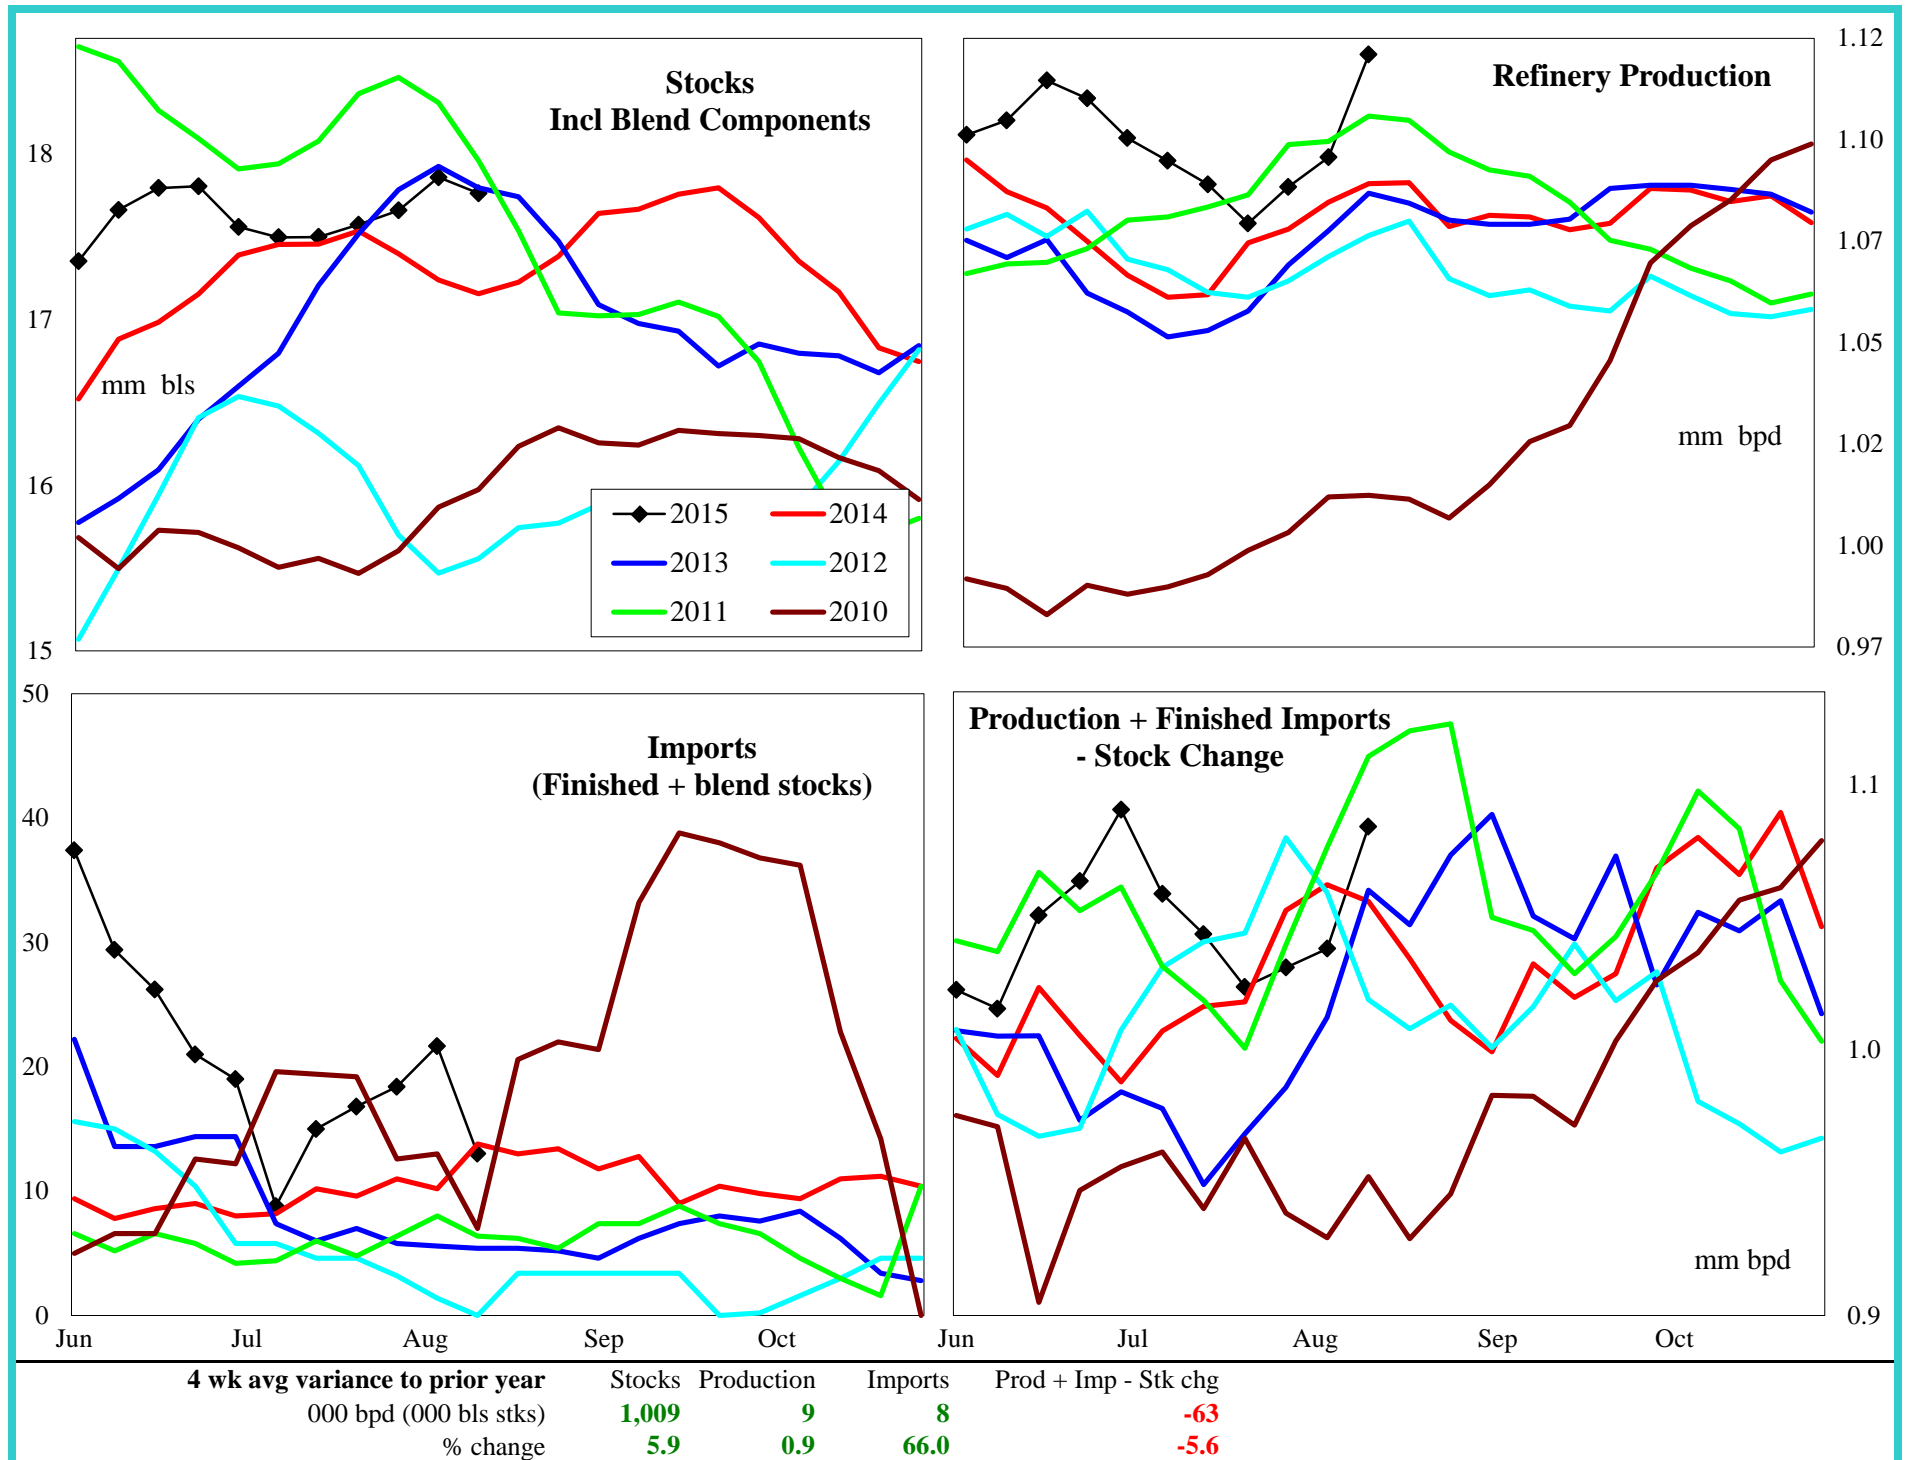 Stocks
Incl Blend Components
18
17
16
15
mm bls
2015
2014
2013
2012
2011
2010
Refinery Production
1.12
1.10
1.07
1.05
1.02
1.00
0.97
mm bpd
Imports
(Finished + blend stocks)
50
40
30
20
10
0
Jun Jul Aug Sep Oct
Production + Finished Imports
- Stock Change
1.1
1.0
0.9
mm bpd
Jun Jul Aug Sep Oct
4 wk avg variance to prior year Stocks Production Imports Prod + Imp - Stk chg
000 bpd (000 bls stks) 1,009 9 8 -63
% change 5.9 0.9 66.0 -5.6